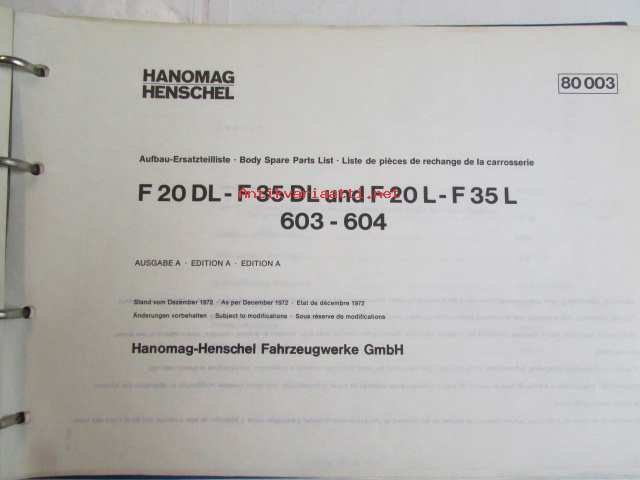 HANOMAG
HENSCHEL
80 003
Aufbau-Ersatzteilliste · Body Spare Parts List · Liste de pièces de rechange de la carrosserie
F 20 DL - F 35 DL und F 20 L - F 35 L
Antikvariaatti.net
603 - 604
AUSGABE A · EDITION A · EDITION A
Stand vom Dezember 1972 · As per December 1972 · Etat de décembre 1972
Änderungen vorbehalten · Subject to modifications · Sous réserve de modifications
Hanomag-Henschel Fahrzeugwerke GmbH